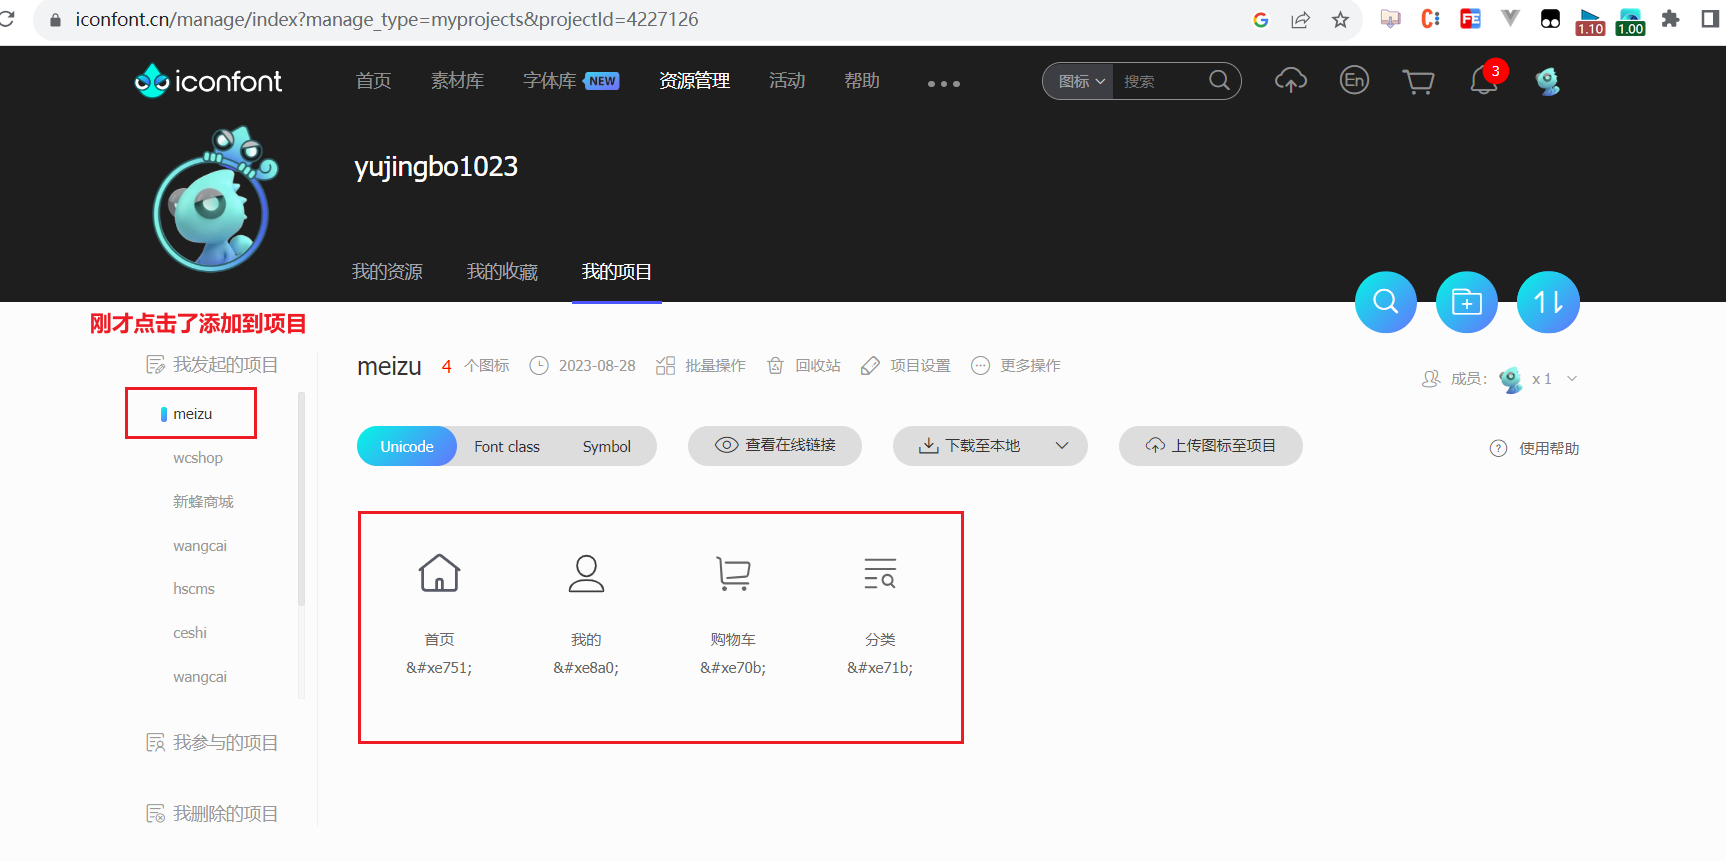 iconfont.cn/manage/index?manage_type=myprojects&projectId=4227126
1.10
1.00
iconfont
首页
素材库
字体库 NEW
资源管理
活动
帮助
图标
搜索
En
3
yujingbo1023
我的资源
我的收藏
我的项目
刚才点击了添加到项目
我发起的项目
meizu
wcshop
新蜂商城
wangcai
hscms
ceshi
wangcai
我参与的项目
我删除的项目
meizu 4 个图标 2023-08-28 批量操作 回收站 项目设置 更多操作
成员: x 1
Unicode Font class Symbol 查看在线链接 下载至本地 上传图标至项目
使用帮助
首页 我的 购物车 分类
&#xe751; &#xe8a0; &#xe70b; &#xe71b;